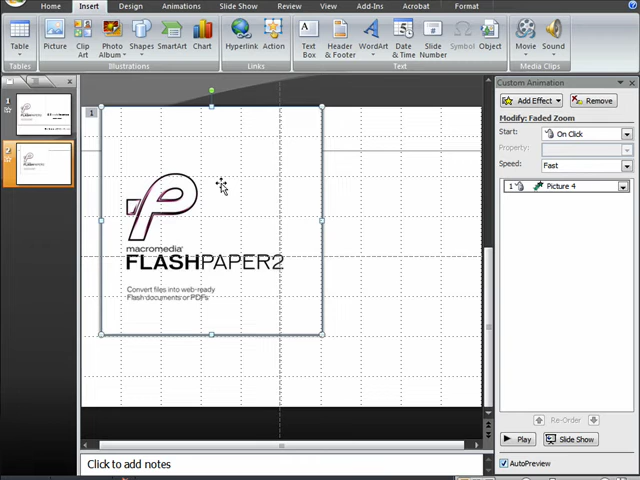 Home Insert Design Animations Slide Show Review View Add-Ins Acrobat Format
Table Picture Clip Art Photo Album Shapes SmartArt Chart Hyperlink Action Text Box Header & Footer WordArt Date & Time Slide Number Symbol Object Movie Sound
Tables Illustrations Links Text Media Clips
Custom Animation
Add Effect Remove
Modify: Faded Zoom
Start: On Click
Property:
Speed: Fast
1 Picture 4
1
2
1
macromedia
FLASHPAPER2
Convert files into web-ready
Flash documents or PDFs
Re-Order
Play Slide Show
AutoPreview
Click to add notes